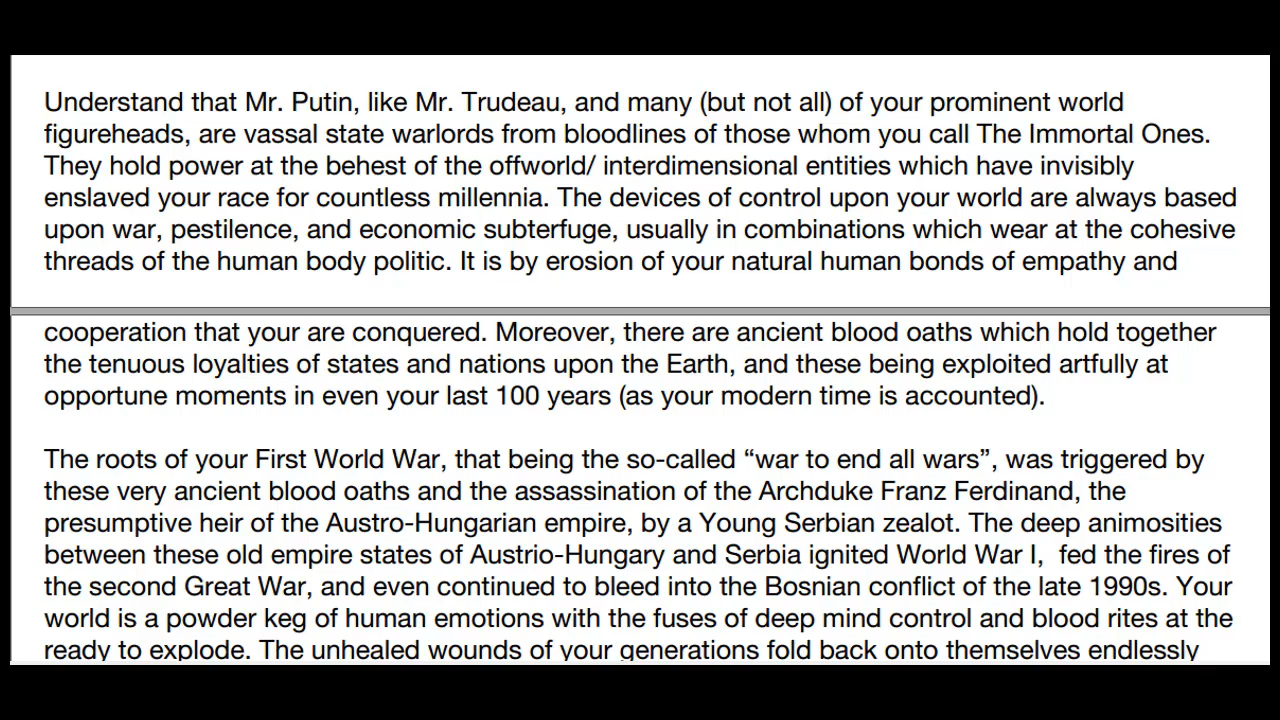 Understand that Mr. Putin, like Mr. Trudeau, and many (but not all) of your prominent world
figureheads, are vassal state warlords from bloodlines of those whom you call The Immortal Ones.
They hold power at the behest of the offworld/ interdimensional entities which have invisibly
enslaved your race for countless millennia. The devices of control upon your world are always based
upon war, pestilence, and economic subterfuge, usually in combinations which wear at the cohesive
threads of the human body politic. It is by erosion of your natural human bonds of empathy and
cooperation that your are conquered. Moreover, there are ancient blood oaths which hold together
the tenuous loyalties of states and nations upon the Earth, and these being exploited artfully at
opportune moments in even your last 100 years (as your modern time is accounted).
The roots of your First World War, that being the so-called “war to end all wars”, was triggered by
these very ancient blood oaths and the assassination of the Archduke Franz Ferdinand, the
presumptive heir of the Austro-Hungarian empire, by a Young Serbian zealot. The deep animosities
between these old empire states of Austrio-Hungary and Serbia ignited World War I,  fed the fires of
the second Great War, and even continued to bleed into the Bosnian conflict of the late 1990s. Your
world is a powder keg of human emotions with the fuses of deep mind control and blood rites at the
ready to explode. The unhealed wounds of your generations fold back onto themselves endlessly